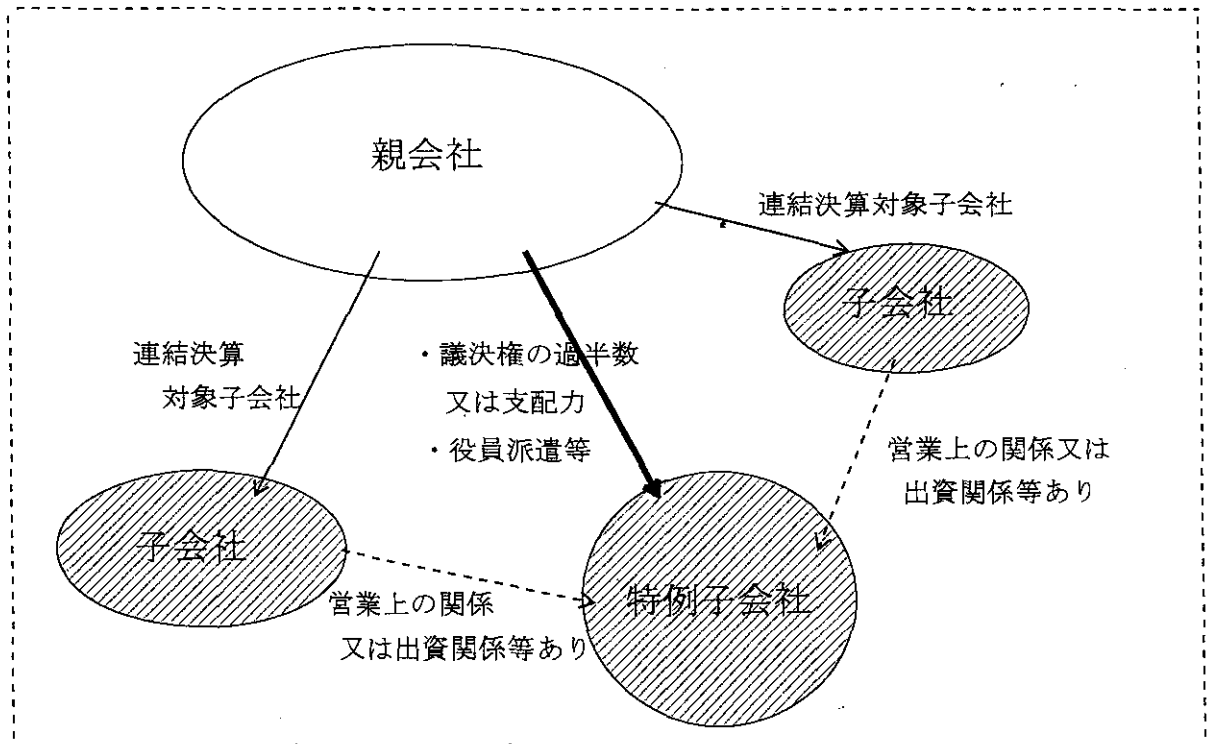 親会社
連結決算対象子会社
子会社
連結決算
対象子会社
・議決権の過半数
又は支配力
・役員派遣等
営業上の関係又は
出資関係等あり
子会社
特例子会社
営業上の関係
又は出資関係等あり